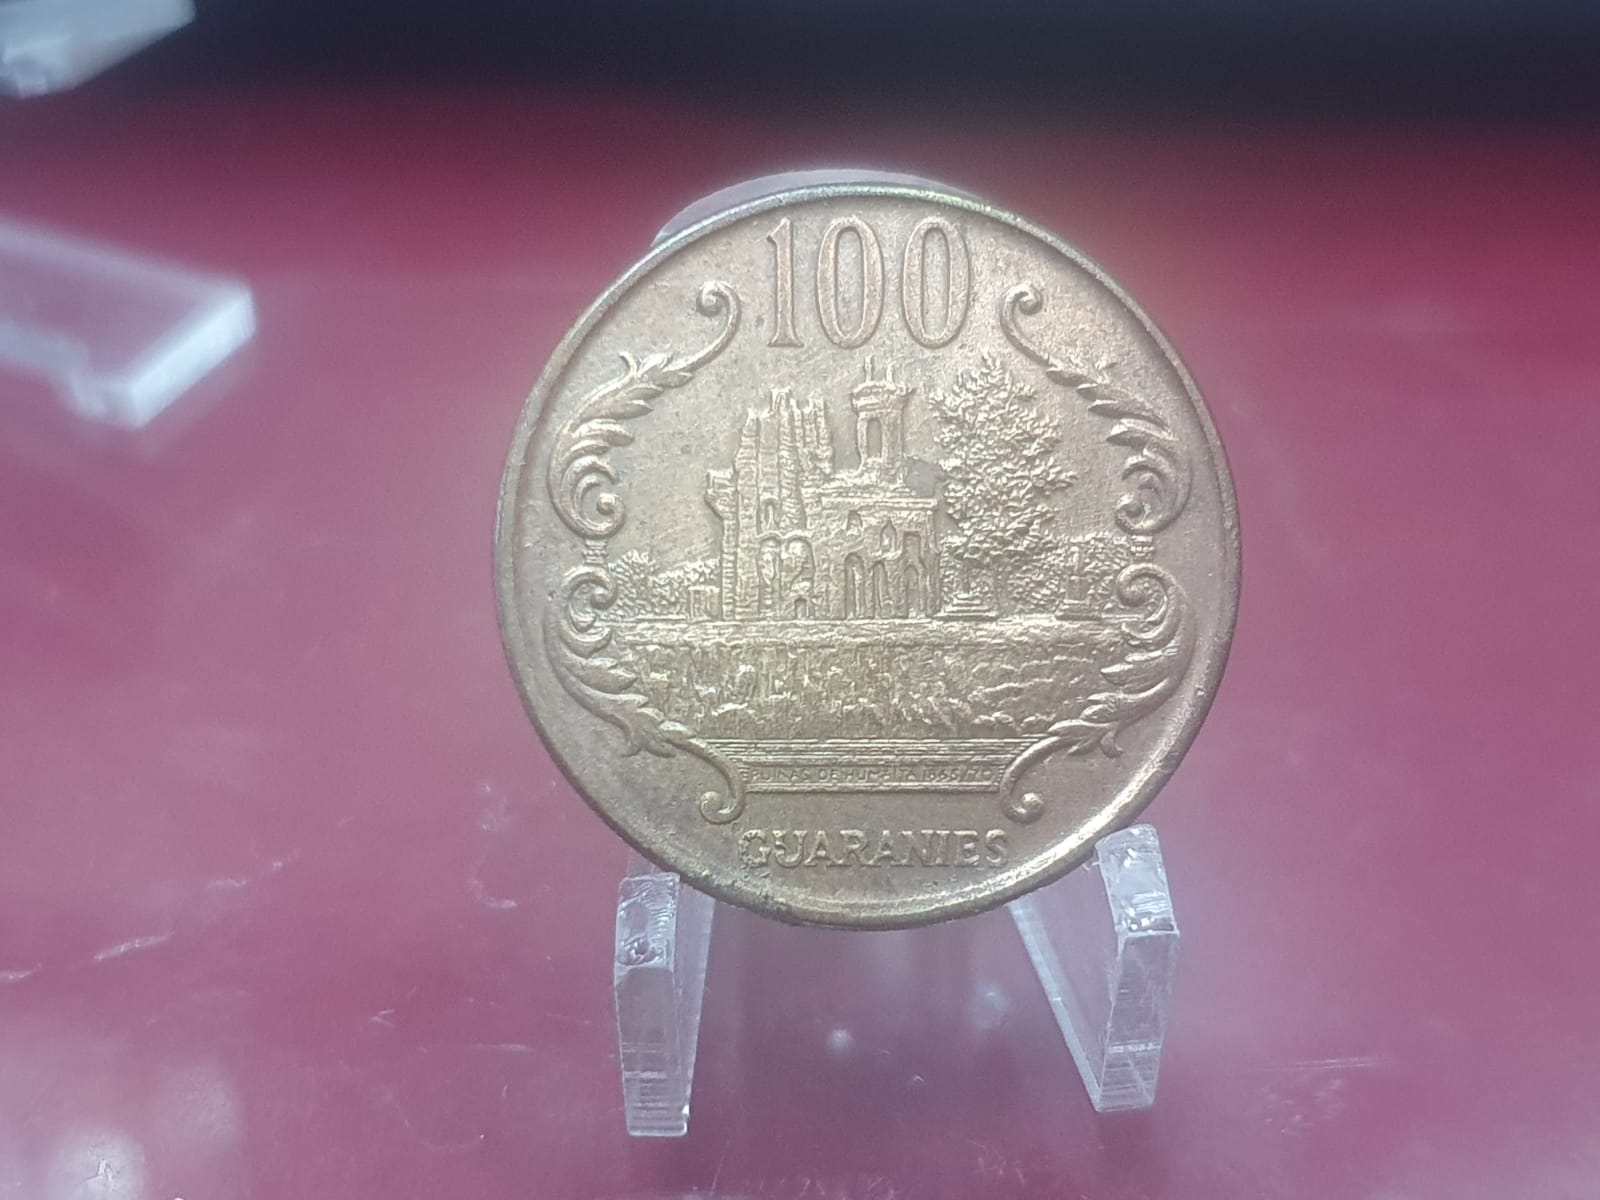 100
RUINAS DE HUMAITA 1865/70
GUARANIES